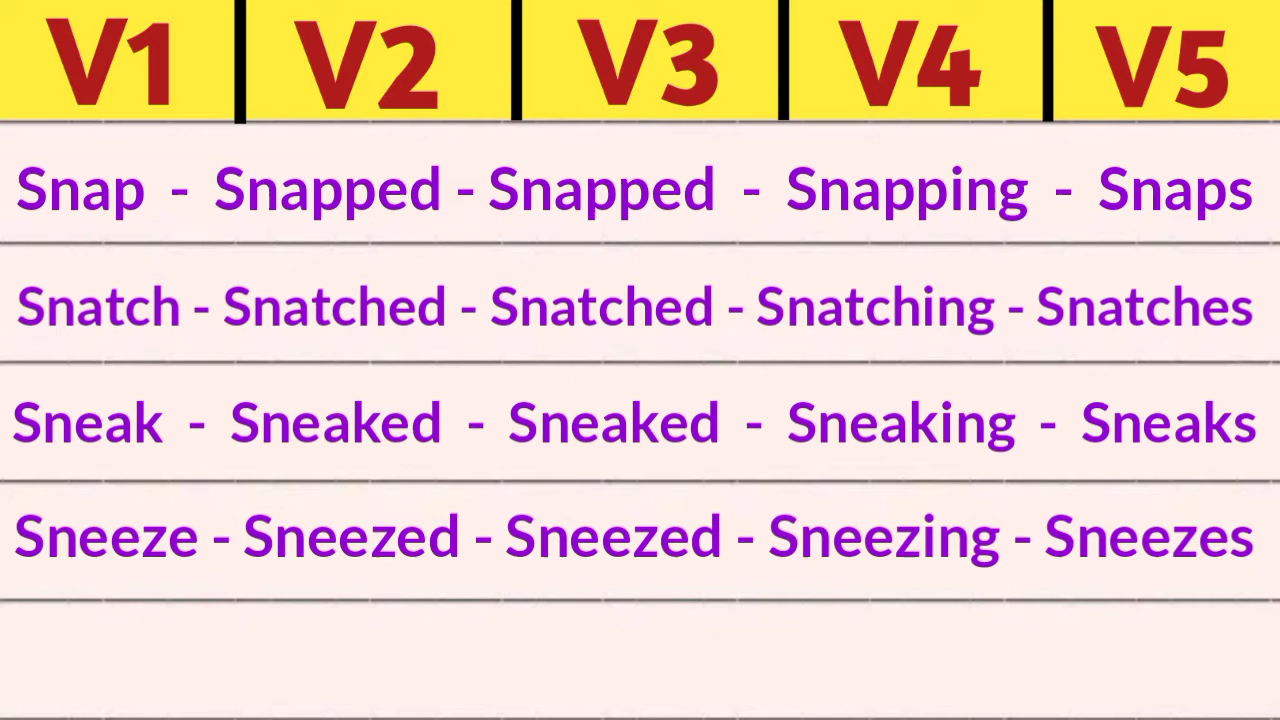 V1 V2 V3 V4 V5
Snap - Snapped - Snapped - Snapping - Snaps
Snatch - Snatched - Snatched - Snatching - Snatches
Sneak - Sneaked - Sneaked - Sneaking - Sneaks
Sneeze - Sneezed - Sneezed - Sneezing - Sneezes